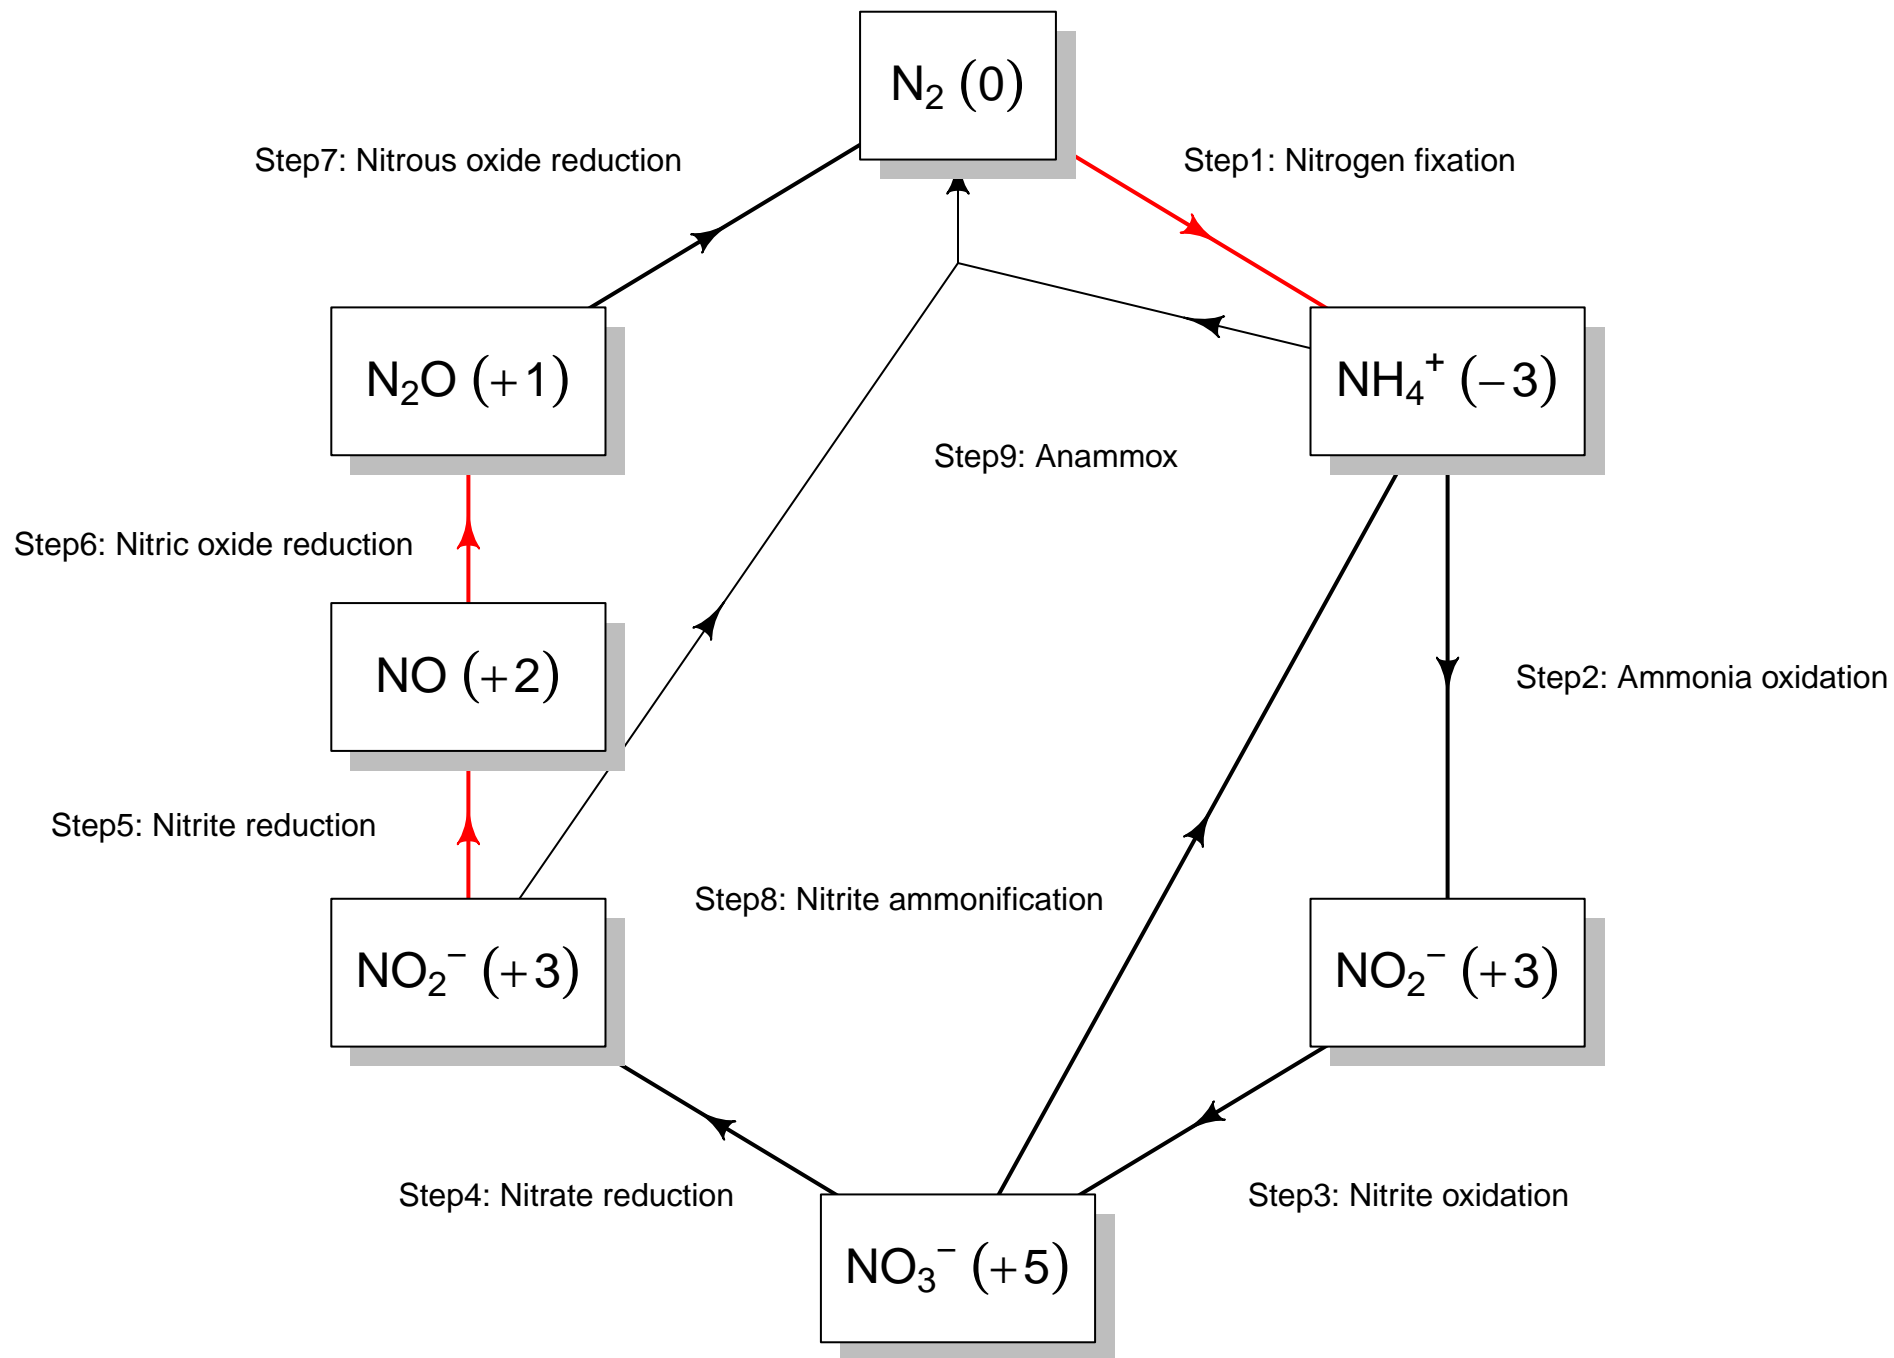 N₂ (0)
Step7: Nitrous oxide reduction
Step1: Nitrogen fixation
N₂O (+1)
NH₄⁺ (−3)
Step9: Anammox
Step6: Nitric oxide reduction
NO (+2)
Step2: Ammonia oxidation
Step5: Nitrite reduction
Step8: Nitrite ammonification
NO₂⁻ (+3)
NO₂⁻ (+3)
Step4: Nitrate reduction
Step3: Nitrite oxidation
NO₃⁻ (+5)